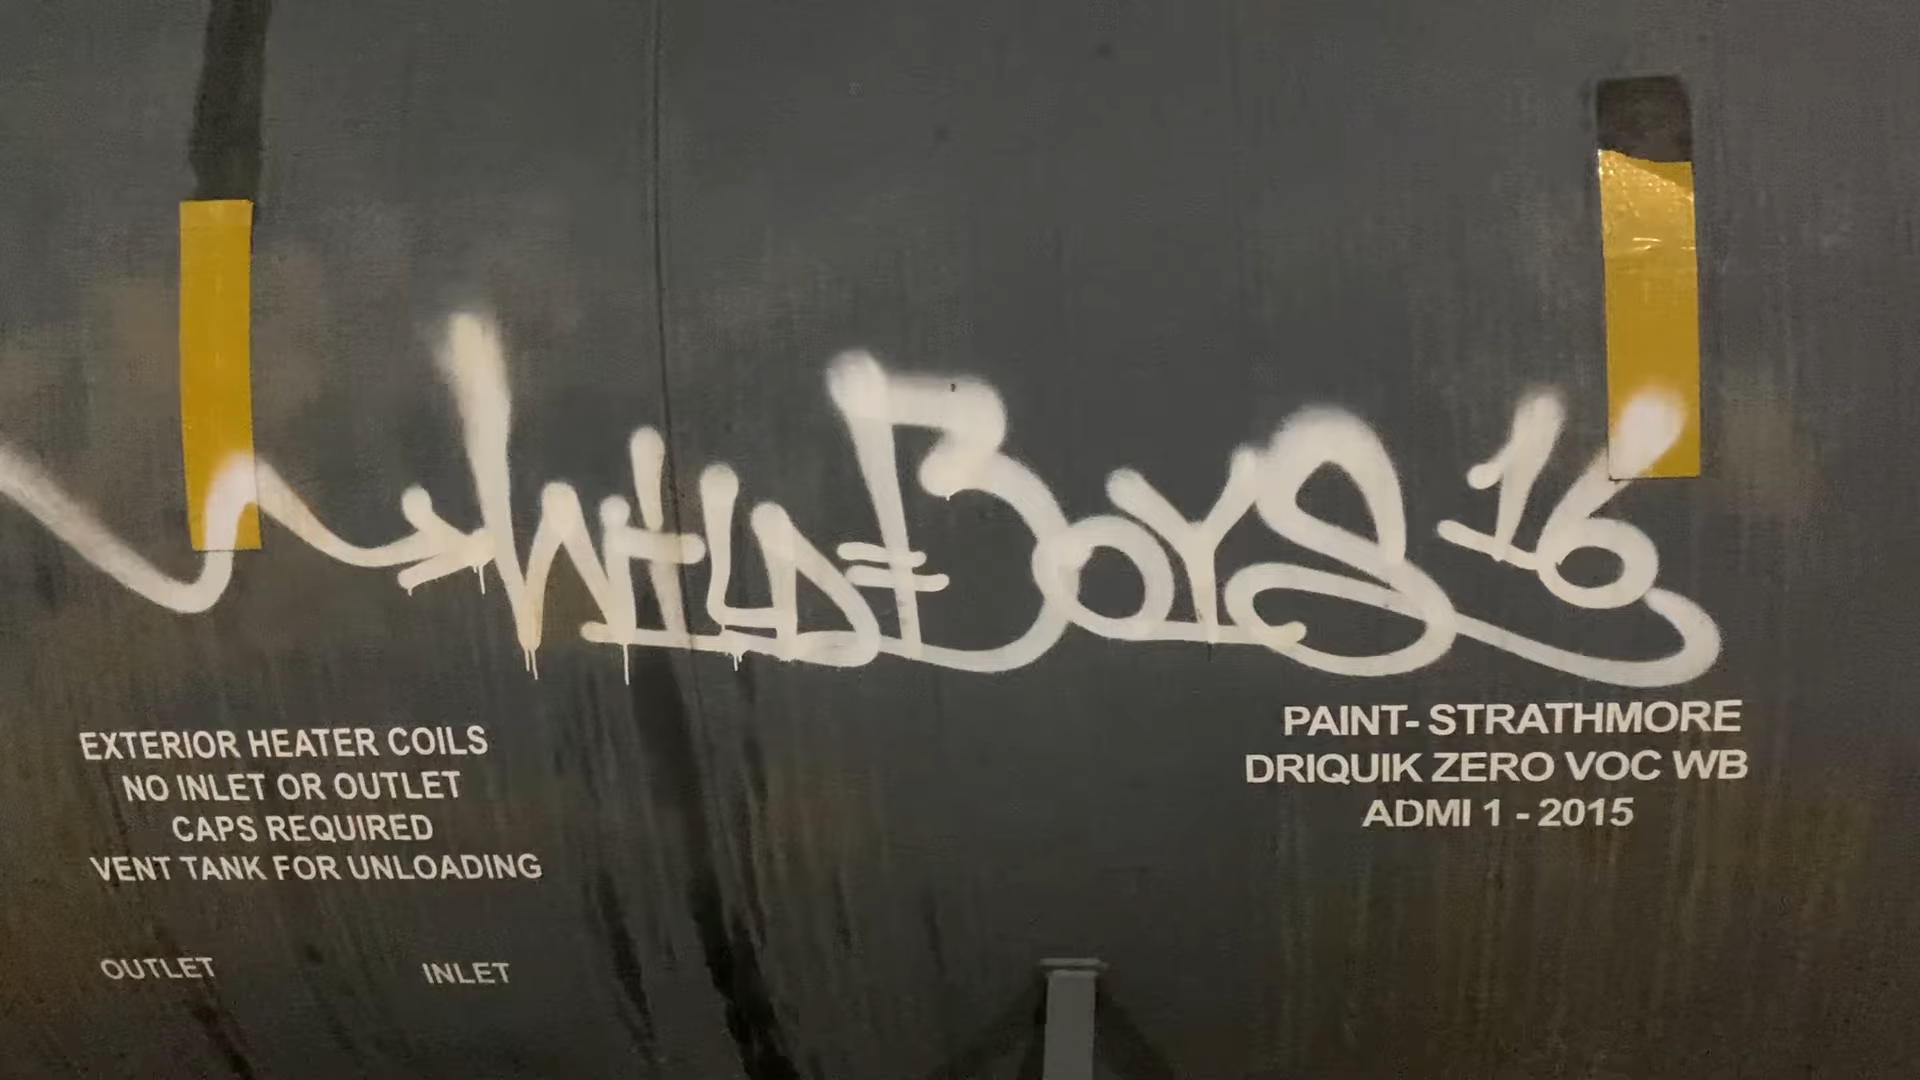 WildBoys 16
EXTERIOR HEATER COILS
NO INLET OR OUTLET
CAPS REQUIRED
VENT TANK FOR UNLOADING
OUTLET INLET
PAINT- STRATHMORE
DRIQUIK ZERO VOC WB
ADMI 1 - 2015